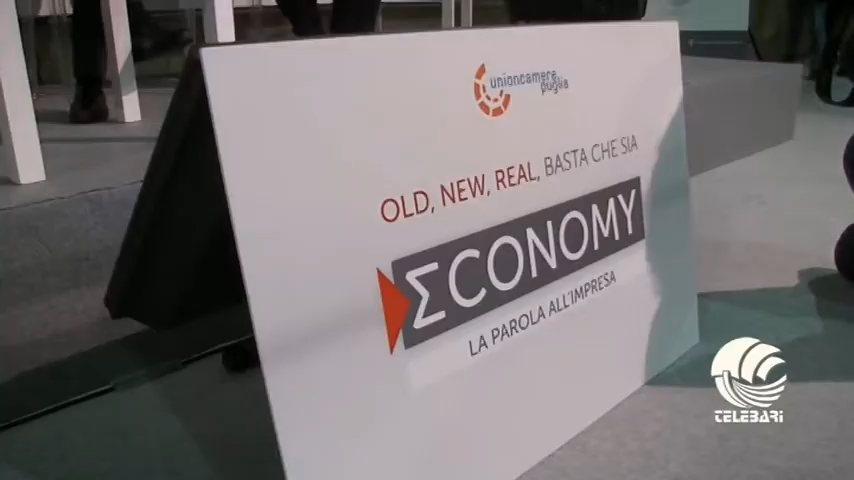 unioncamere
puglia
OLD, NEW, REAL, BASTA CHE SIA
ΣCONOMY
LA PAROLA ALL'IMPRESA
TELEBARI